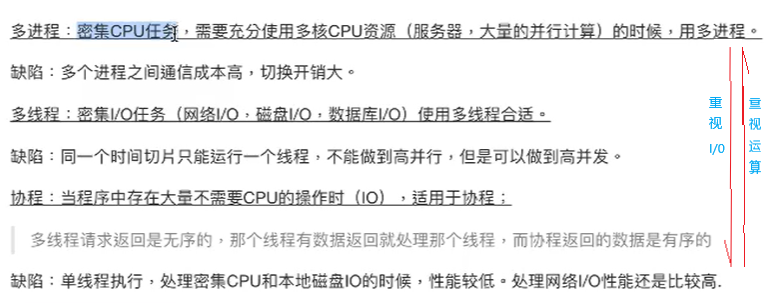 多进程：密集CPU任务，需要充分使用多核CPU资源（服务器，大量的并行计算）的时候，用多进程。
缺陷：多个进程之间通信成本高，切换开销大。
多线程：密集I/O任务（网络I/O，磁盘I/O，数据库I/O）使用多线程合适。
缺陷：同一个时间切片只能运行一个线程，不能做到高并行，但是可以做到高并发。
协程：当程序中存在大量不需要CPU的操作时（IO），适用于协程；
多线程请求返回是无序的，那个线程有数据返回就处理那个线程，而协程返回的数据是有序的
缺陷：单线程执行，处理密集CPU和本地磁盘IO的时候，性能较低。处理网络I/O性能还是比较高.
重视I/0
重视运算